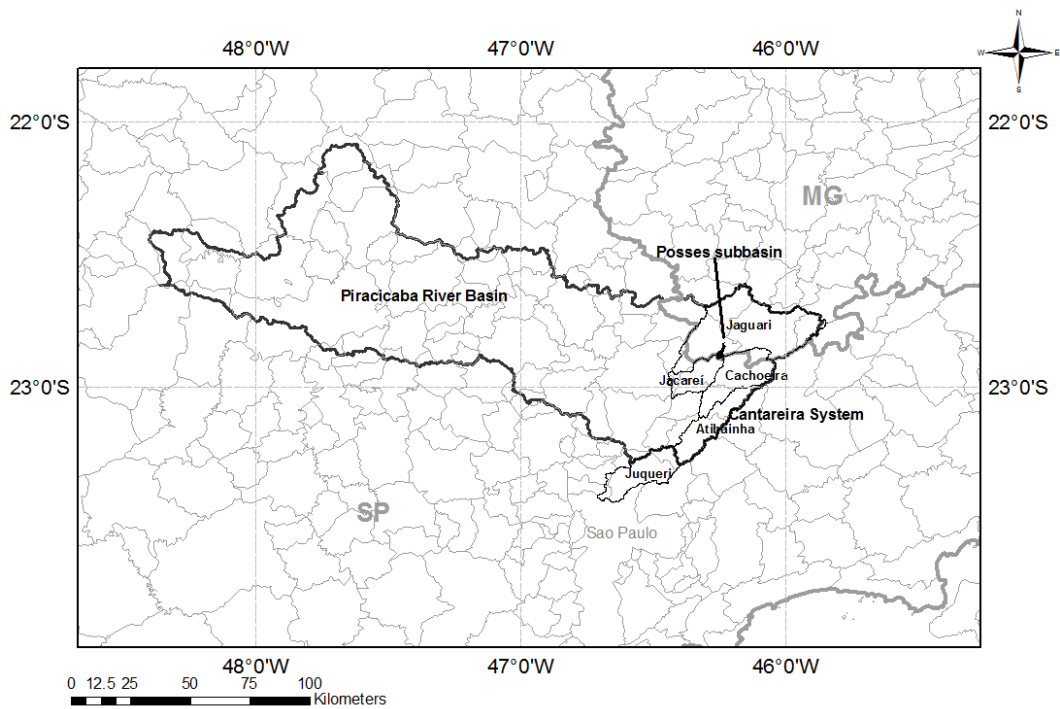 N
W E
S
48°0'W 47°0'W 46°0'W
22°0'S 22°0'S
MG
Posses subbasin
Piracicaba River Basin
Jaguari
Jacareí
Cachoeira
23°0'S 23°0'S
Cantareira System
Atibainha
Juqueri
SP
Sao Paulo
48°0'W 47°0'W 46°0'W
0 12.5 25 50 75 100
Kilometers